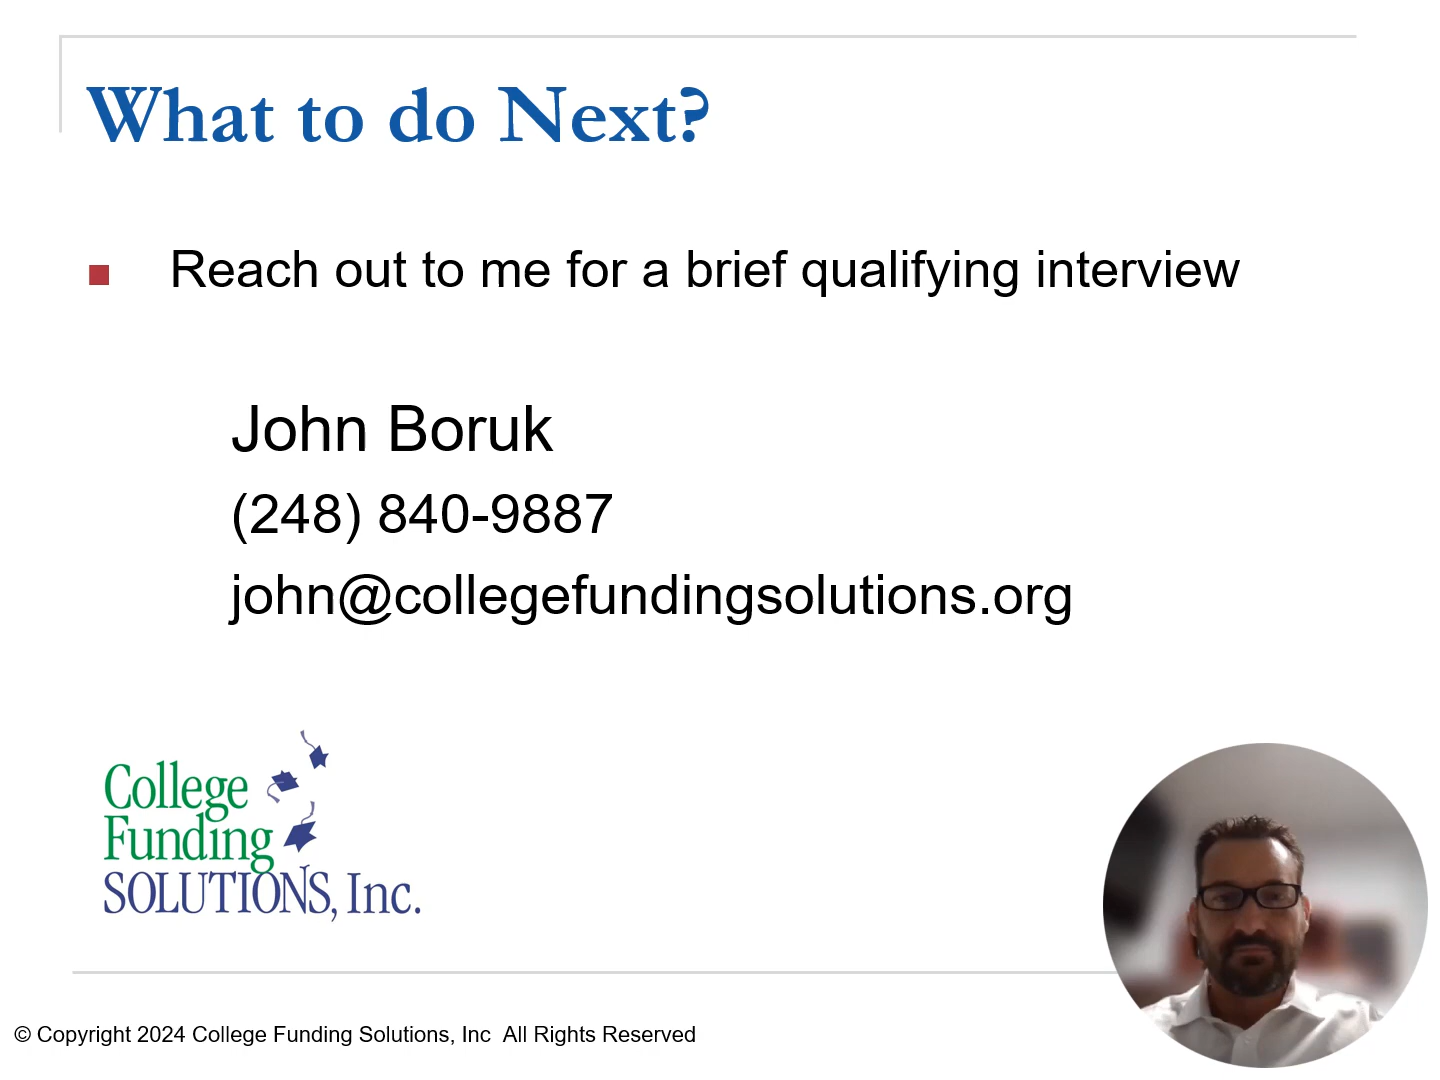 What to do Next?
Reach out to me for a brief qualifying interview
John Boruk
(248) 840-9887
john@collegefundingsolutions.org
College
Funding
SOLUTIONS, Inc.
© Copyright 2024 College Funding Solutions, Inc  All Rights Reserved